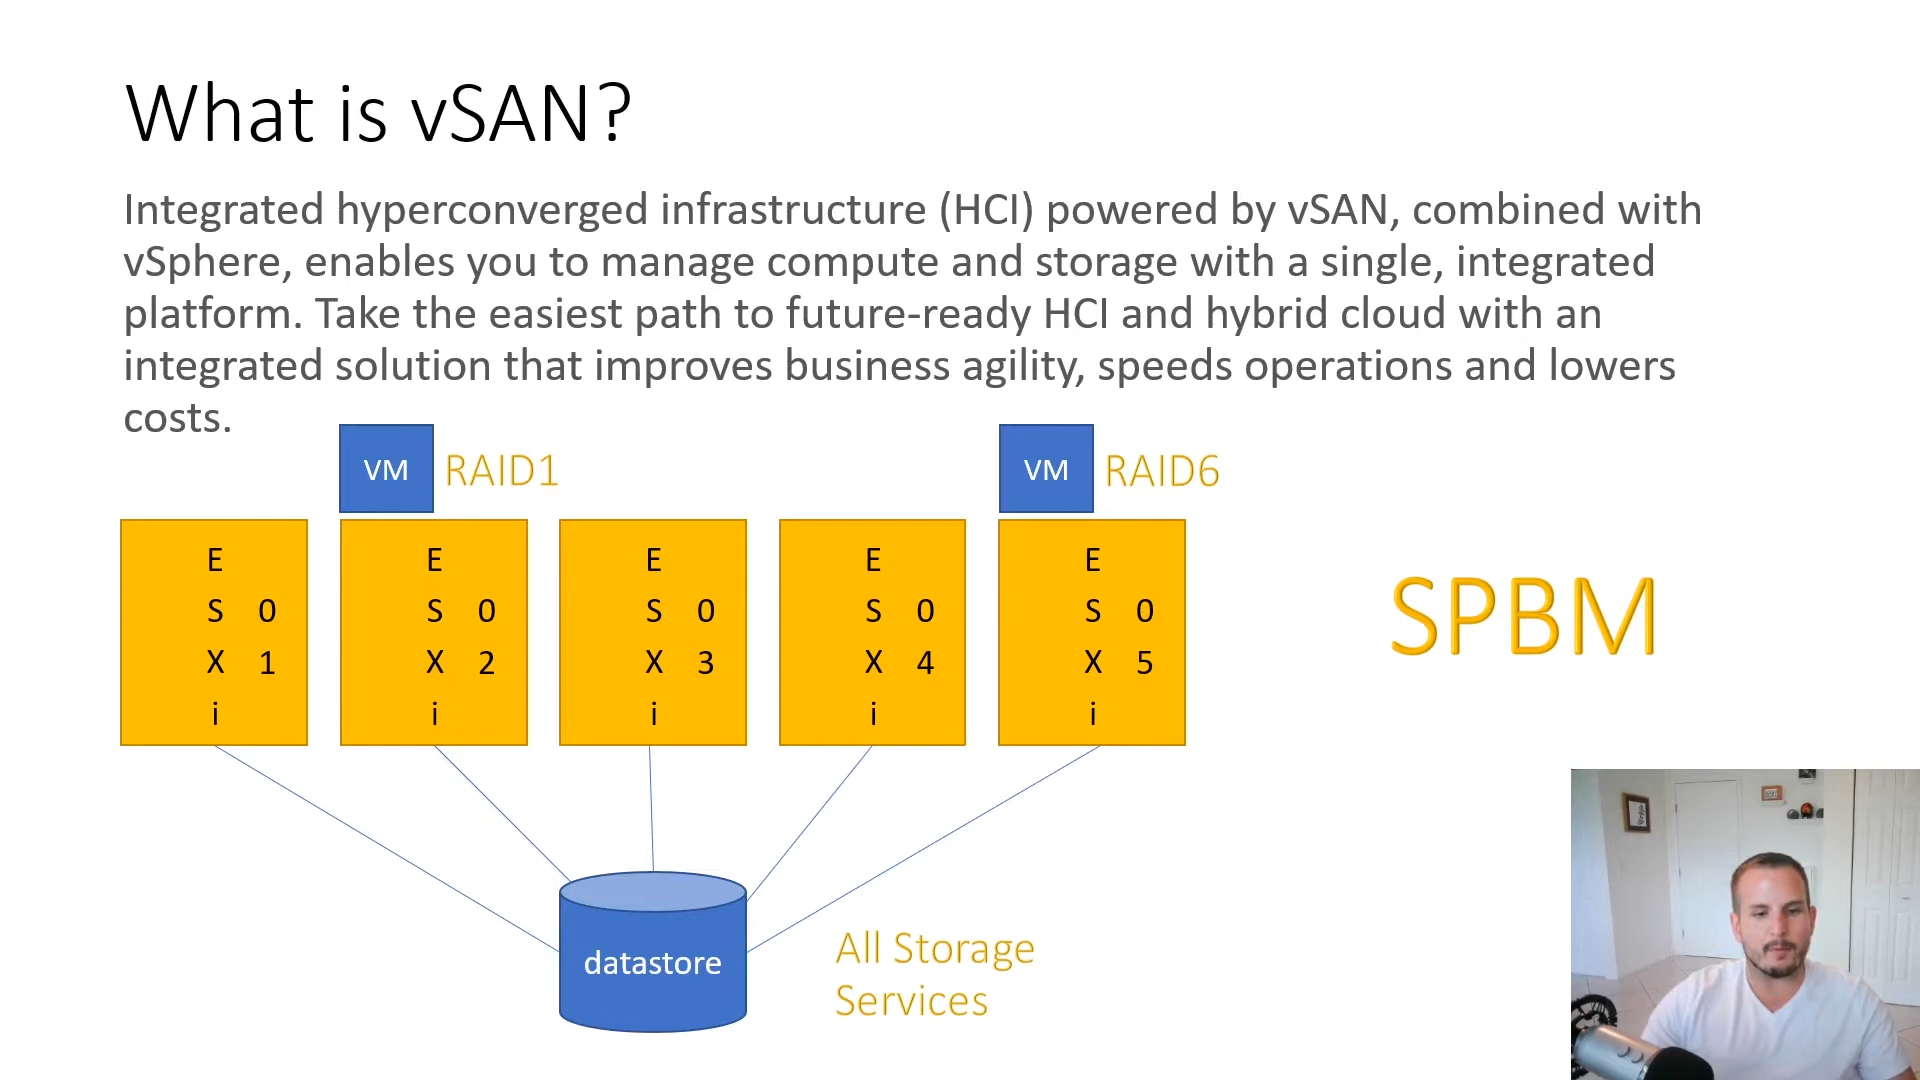 What is vSAN?
Integrated hyperconverged infrastructure (HCI) powered by vSAN, combined with
vSphere, enables you to manage compute and storage with a single, integrated
platform. Take the easiest path to future-ready HCI and hybrid cloud with an
integrated solution that improves business agility, speeds operations and lowers
costs.
VM RAID1
VM RAID6
E
S 0
X 1
i
E
S 0
X 2
i
E
S 0
X 3
i
E
S 0
X 4
i
E
S 0
X 5
i
SPBM
datastore
All Storage
Services